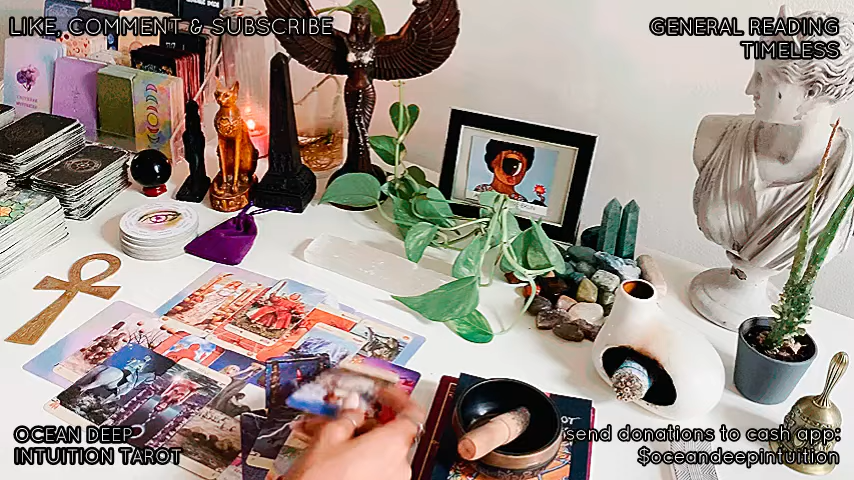 LIKE, COMMENT & SUBSCRIBE
GENERAL READING
TIMELESS
OCEAN DEEP
INTUITION TAROT
send donations to cash app:
$oceandeepintuition